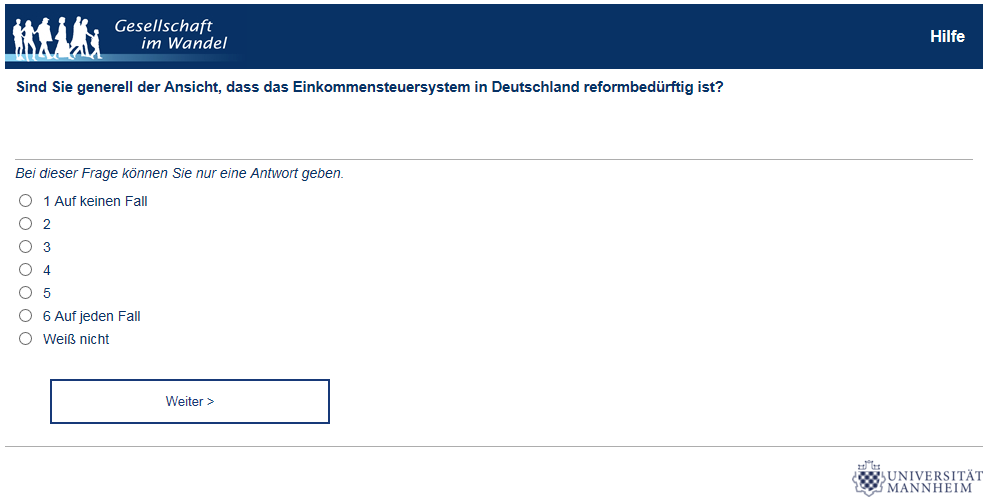 Gesellschaft
im Wandel
Hilfe
Sind Sie generell der Ansicht, dass das Einkommensteuersystem in Deutschland reformbedürftig ist?
Bei dieser Frage können Sie nur eine Antwort geben.
1 Auf keinen Fall
2
3
4
5
6 Auf jeden Fall
Weiß nicht
Weiter >
UNIVERSITÄT
MANNHEIM